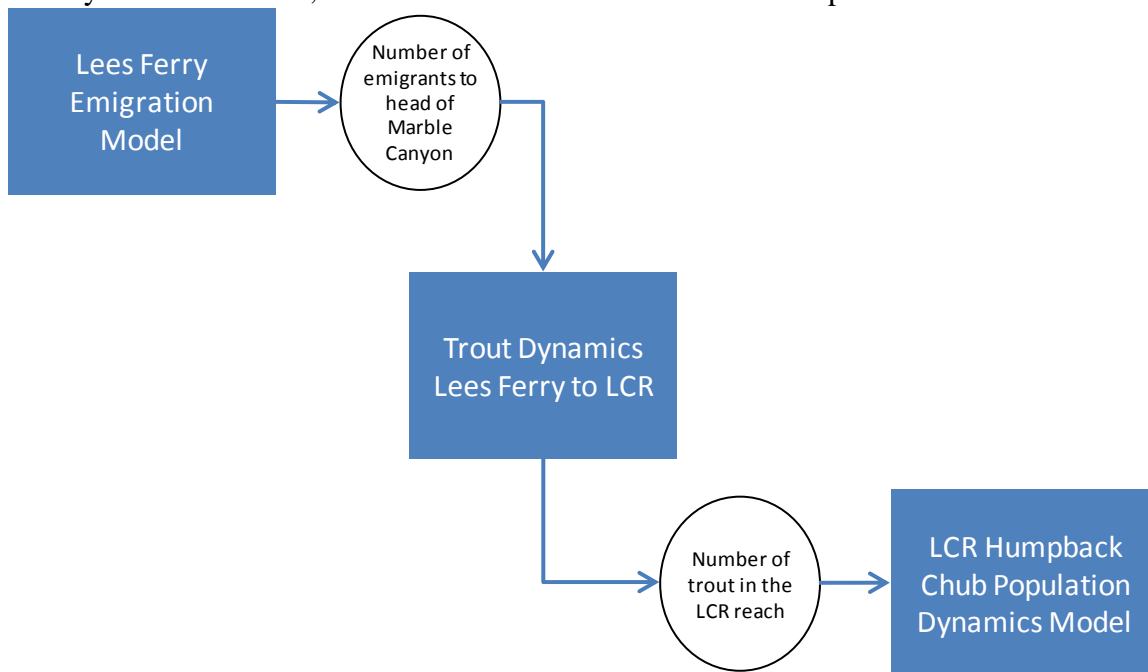 Lees Ferry
Emigration
Model
Number of
emigrants to
head of
Marble
Canyon
Trout Dynamics
Lees Ferry to LCR
Number of
trout in the
LCR reach
LCR Humpback
Chub Population
Dynamics Model